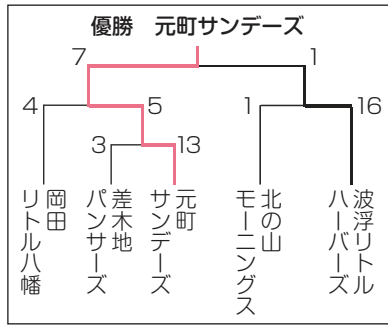 優勝 元町サンデーズ
7
1
4
5
1
16
3
13
岡田
リトル八幡
差木地
パンサーズ
元町
サンデーズ
北の山
モーニングス
波浮リトル
ハーバーズ